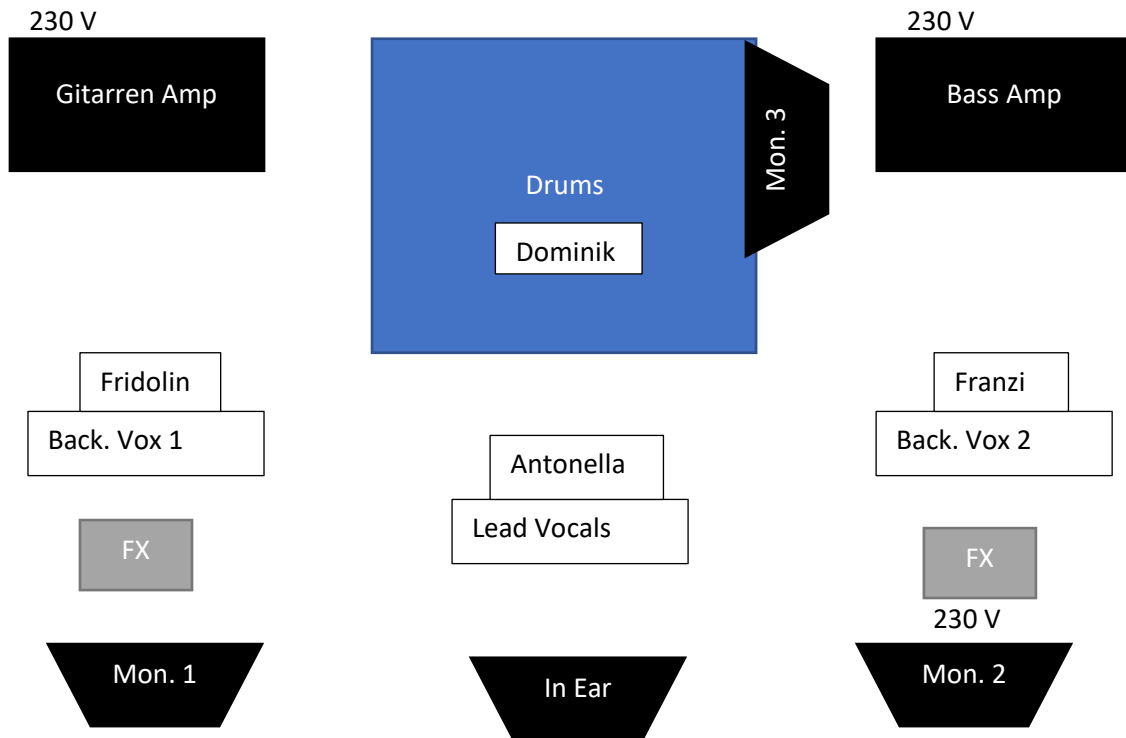 230 V
230 V
Gitarren Amp
Bass Amp
Mon. 3
Drums
Dominik
Fridolin
Franzi
Back. Vox 1
Back. Vox 2
Antonella
Lead Vocals
FX
FX
230 V
Mon. 1
In Ear
Mon. 2